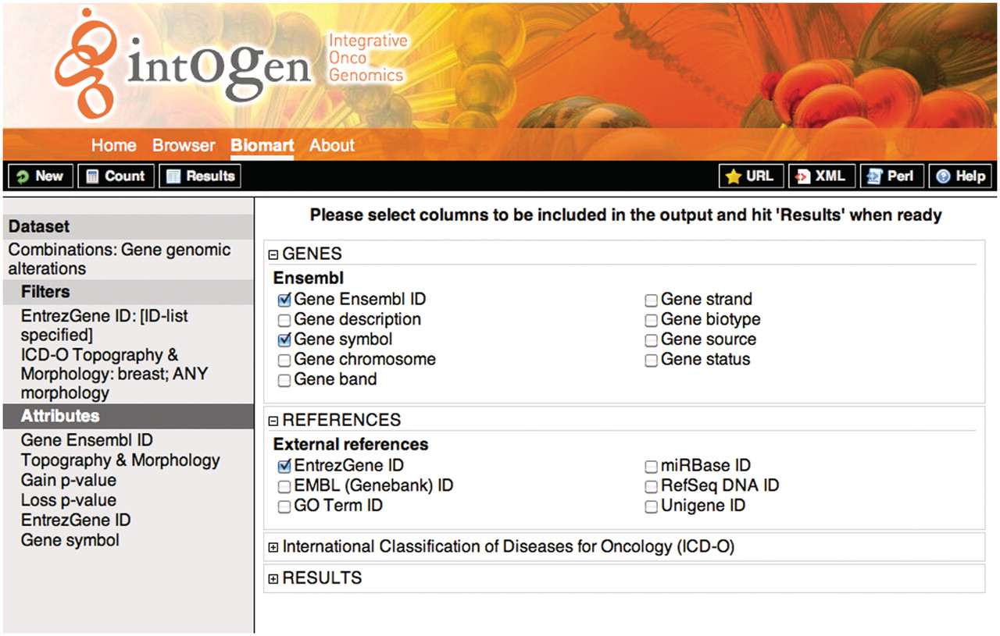 intOgen
Integrative
Onco
Genomics
Home Browser Biomart About
New Count Results URL XML Perl Help
Dataset
Combinations: Gene genomic
alterations
Filters
EntrezGene ID: [ID-list
specified]
ICD-O Topography &
Morphology: breast; ANY
morphology
Attributes
Gene Ensembl ID
Topography & Morphology
Gain p-value
Loss p-value
EntrezGene ID
Gene symbol
Please select columns to be included in the output and hit 'Results' when ready
GENES
Ensembl
Gene Ensembl ID Gene strand
Gene description Gene biotype
Gene symbol Gene source
Gene chromosome Gene status
Gene band
REFERENCES
External references
EntrezGene ID miRBase ID
EMBL (Genebank) ID RefSeq DNA ID
GO Term ID Unigene ID
International Classification of Diseases for Oncology (ICD-O)
RESULTS